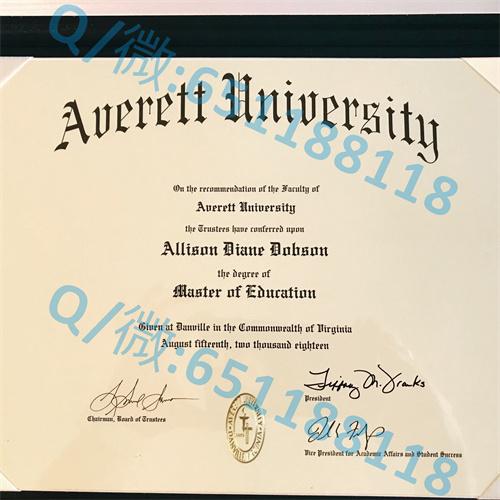 Q/微:651188118
Averett University
On the recommendation of the Faculty of
Averett University
the Trustees have conferred upon
Allison Diane Dobson
the degree of
Master of Education
Given at Danville in the Commonwealth of Virginia
August fifteenth, two thousand eighteen
Q/微:651188118
President
Chairman, Board of Trustees
Vice President for Academic Affairs and Student Success